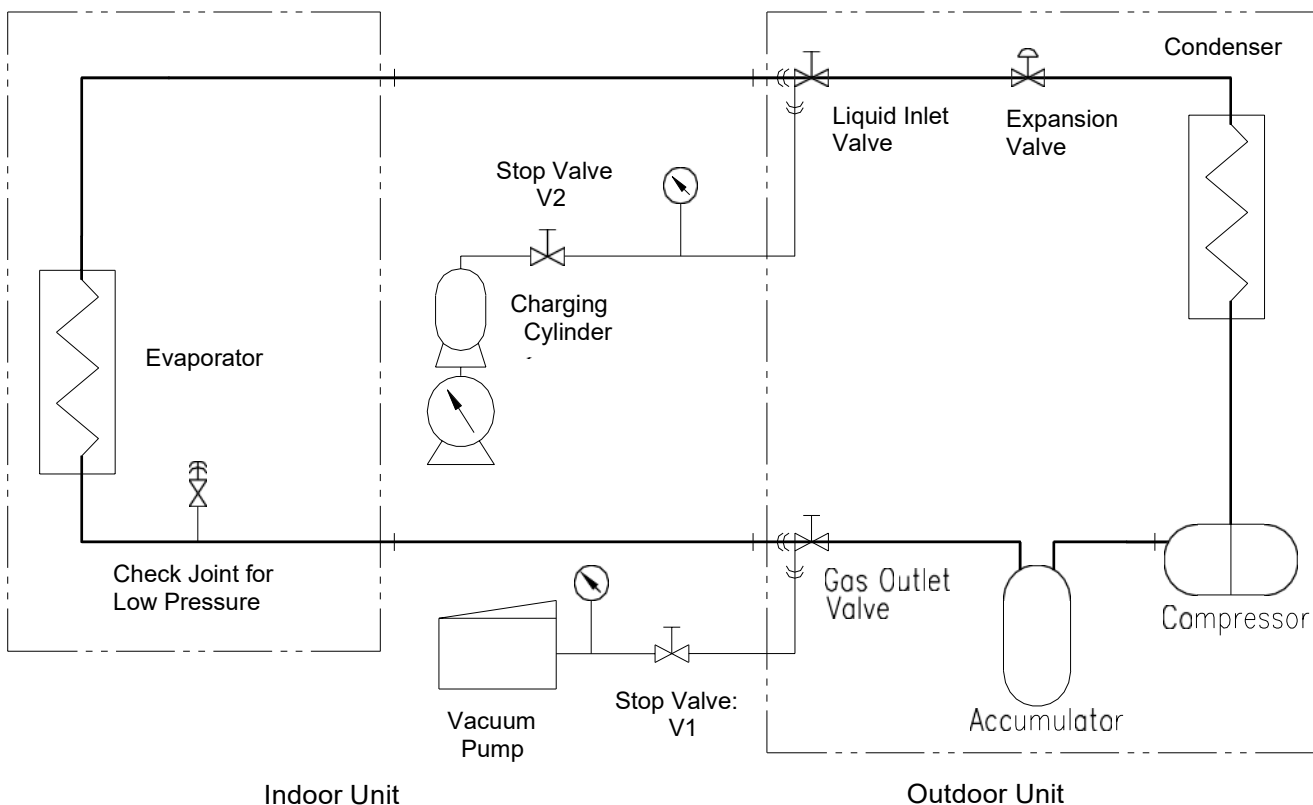 Condenser
Liquid Inlet
Valve
Expansion
Valve
Stop Valve
V2
Charging
Cylinder
Evaporator
Check Joint for
Low Pressure
Gas Outlet
Valve
Compressor
Stop Valve:
V1
Vacuum
Pump
Accumulator
Indoor Unit
Outdoor Unit